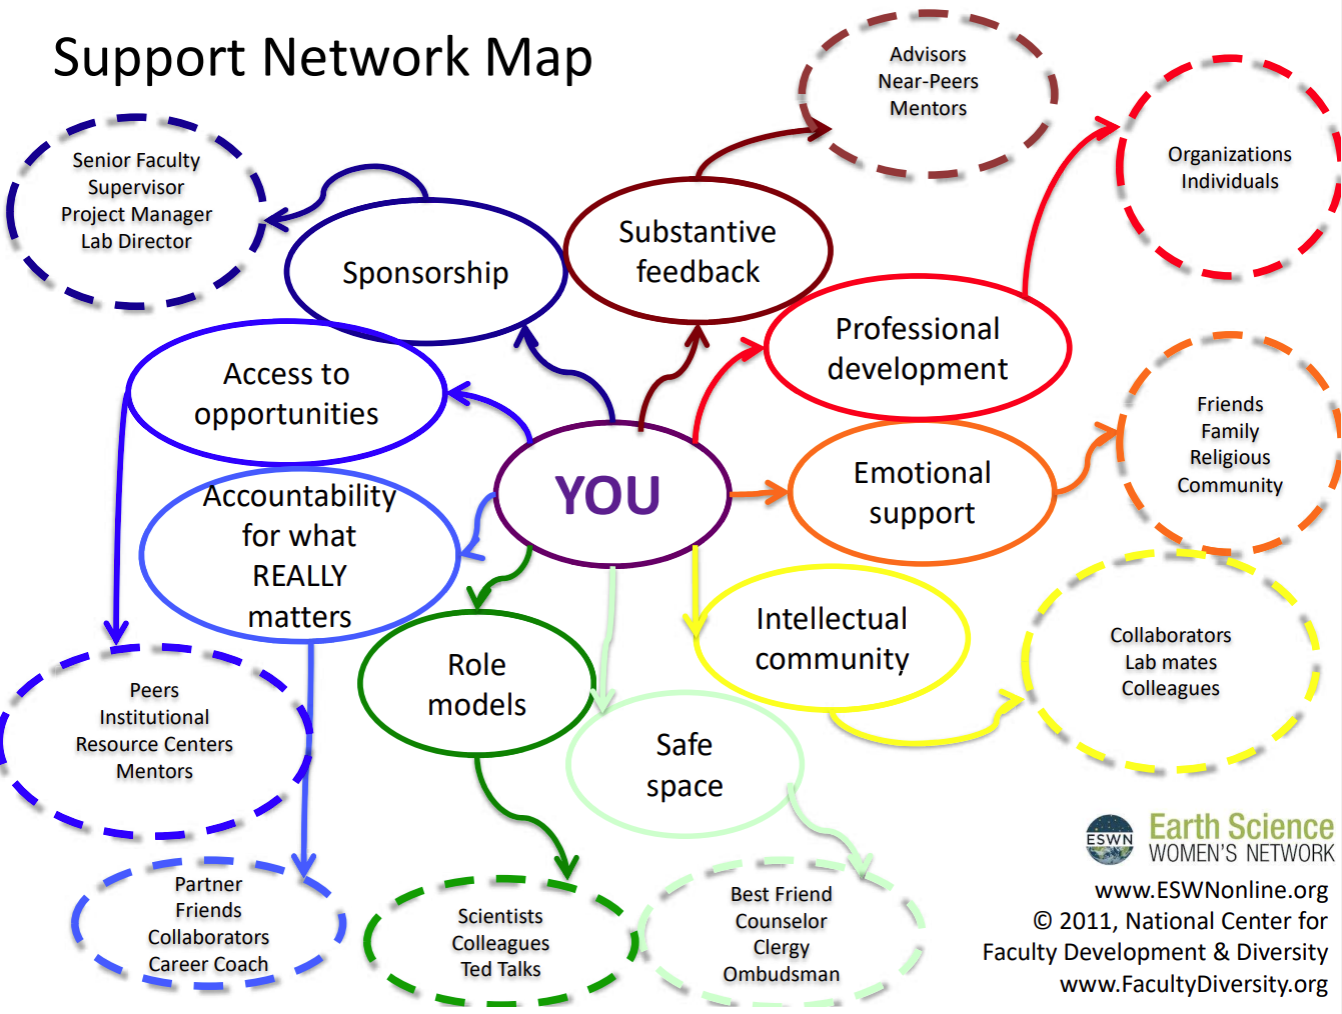 Support Network Map
Advisors
Near-Peers
Mentors
Organizations
Individuals
Senior Faculty
Supervisor
Project Manager
Lab Director
Sponsorship
Substantive
feedback
Professional
development
Access to
opportunities
Friends
Family
Religious
Community
Emotional
support
YOU
Accountability
for what
REALLY
matters
Intellectual
community
Collaborators
Lab mates
Colleagues
Role
models
Safe
space
Peers
Institutional
Resource Centers
Mentors
Partner
Friends
Collaborators
Career Coach
Scientists
Colleagues
Ted Talks
Best Friend
Counselor
Clergy
Ombudsman
ESWN
Earth Science
WOMEN'S NETWORK
www.ESWNonline.org
© 2011, National Center for
Faculty Development & Diversity
www.FacultyDiversity.org